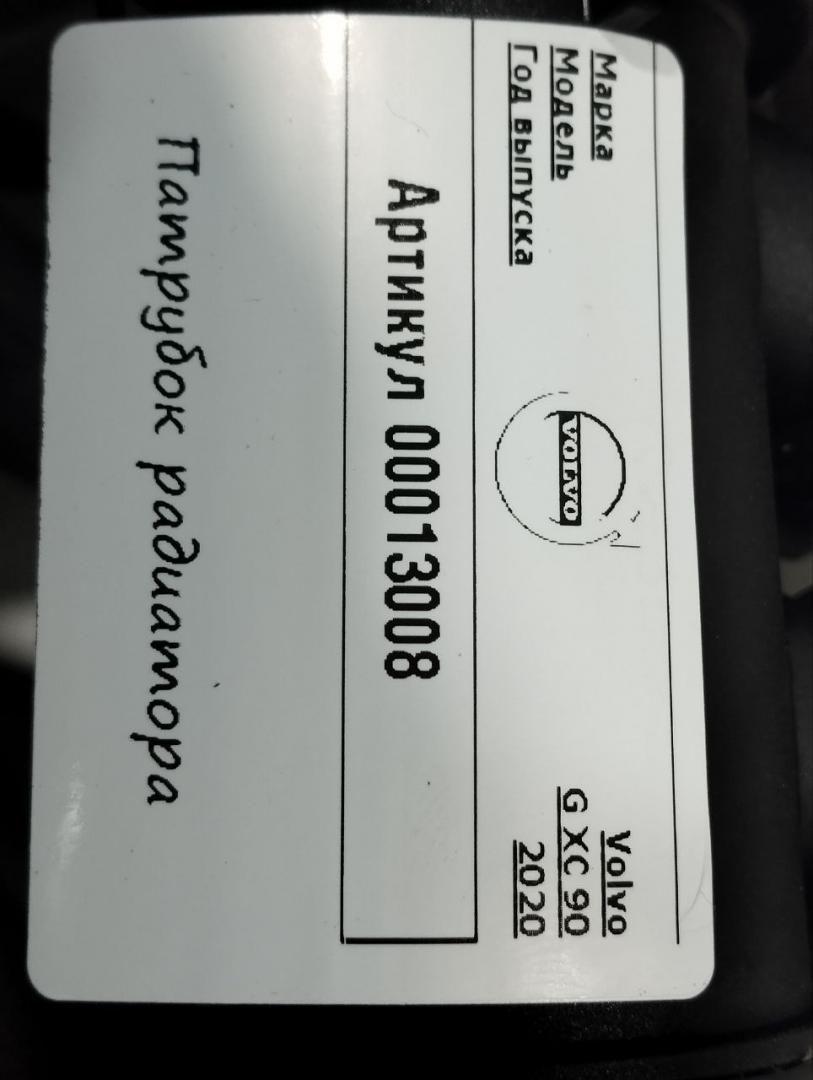 Марка Volvo
Модель G XC 90
Год выпуска 2020
VOLVO
Артикул 00013008
Патрубок радиатора